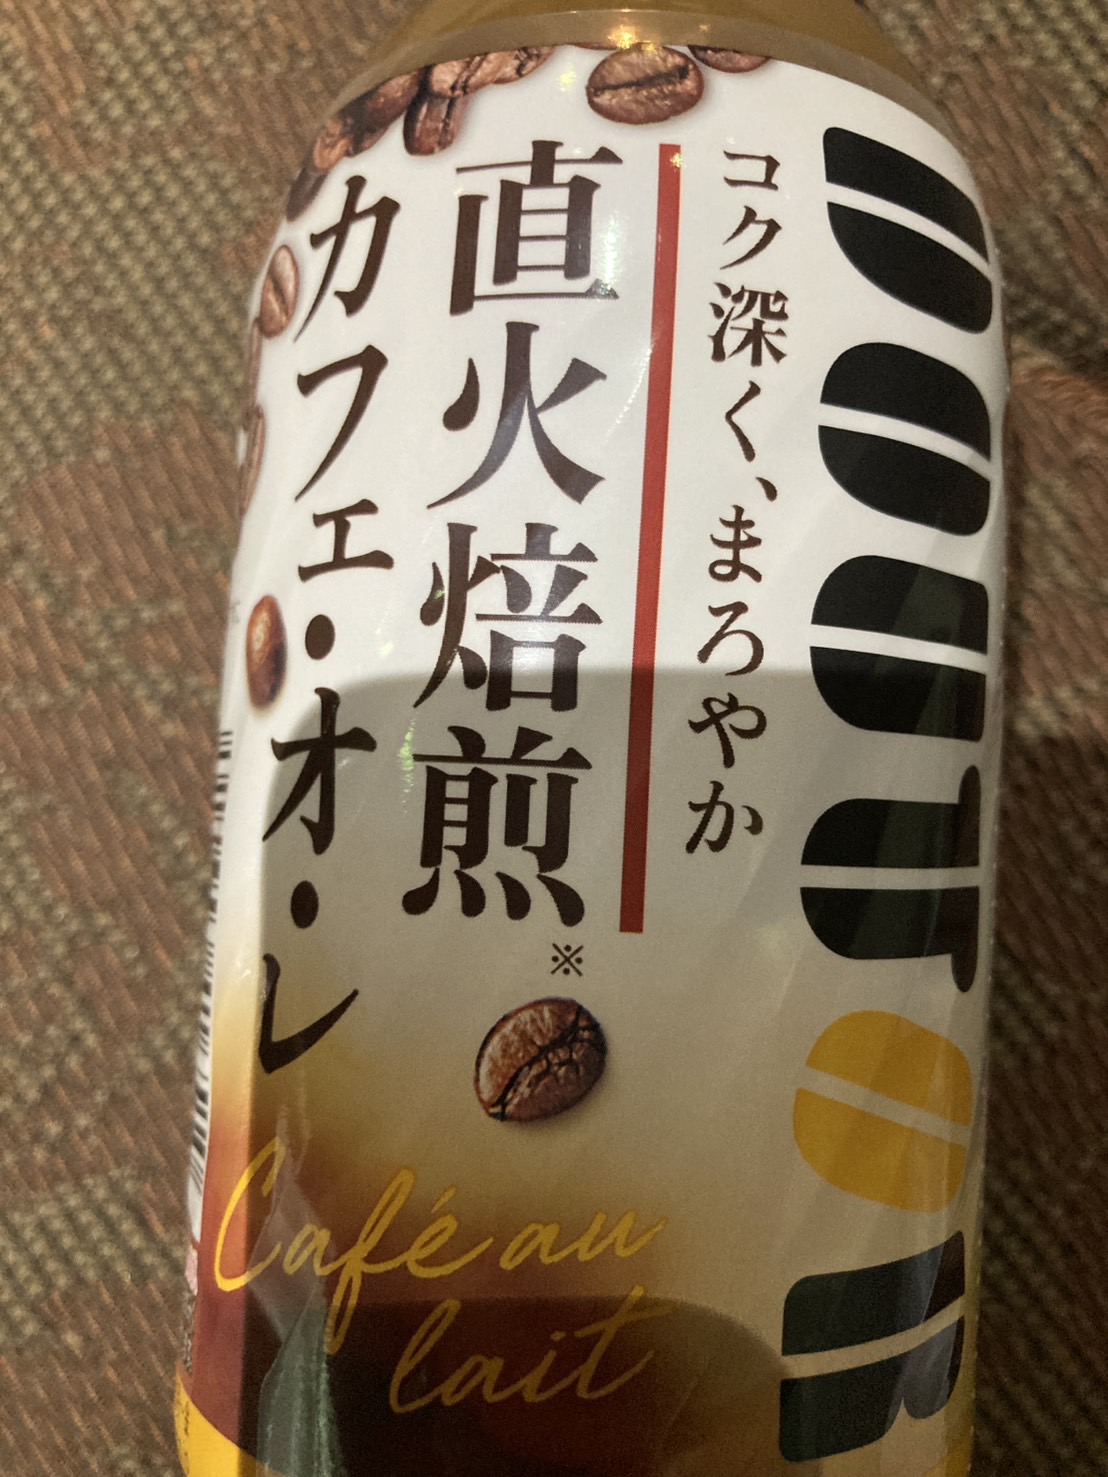 DOUTOR
コク深く、まろやか
直火焙煎※
カフェ・オ・レ
Café au
lait